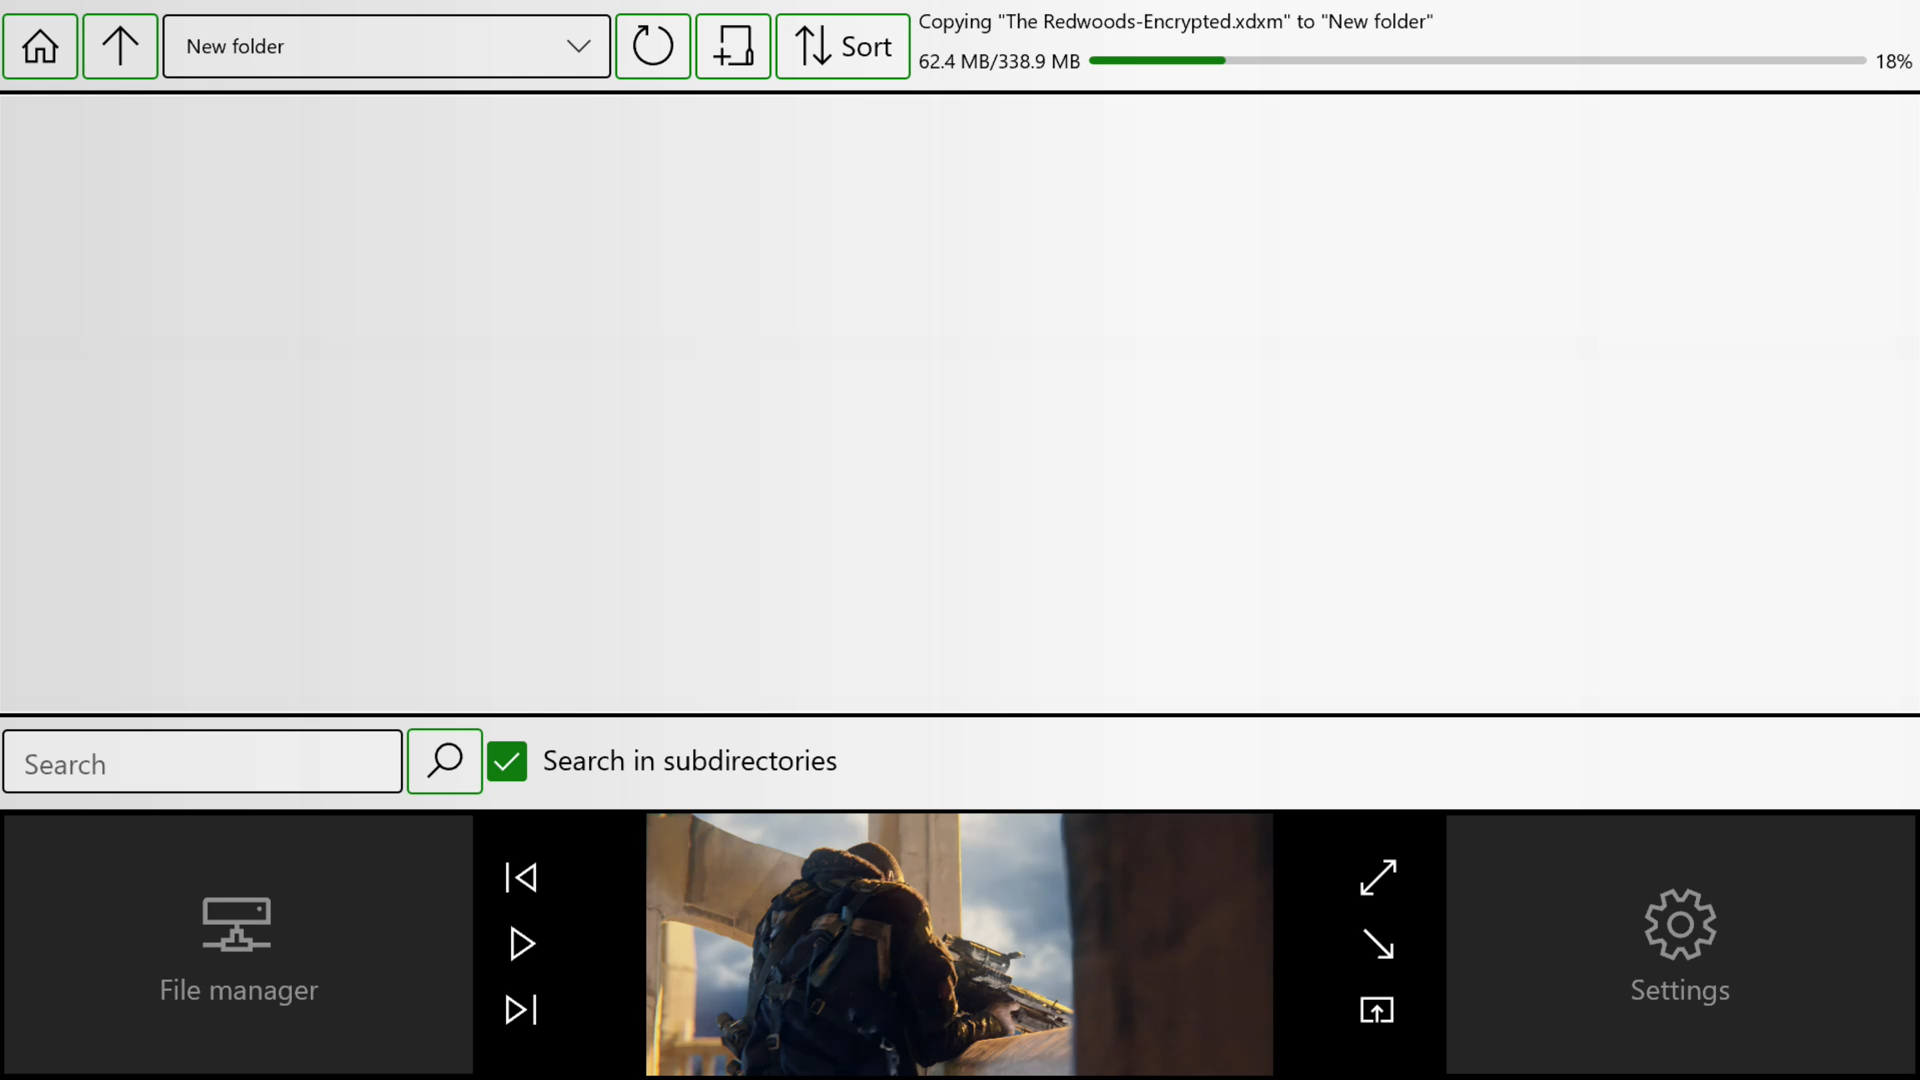 New folder
Sort
Copying "The Redwoods-Encrypted.xdxm" to "New folder"
62.4 MB/338.9 MB
18%
Search
Search in subdirectories
File manager
Settings